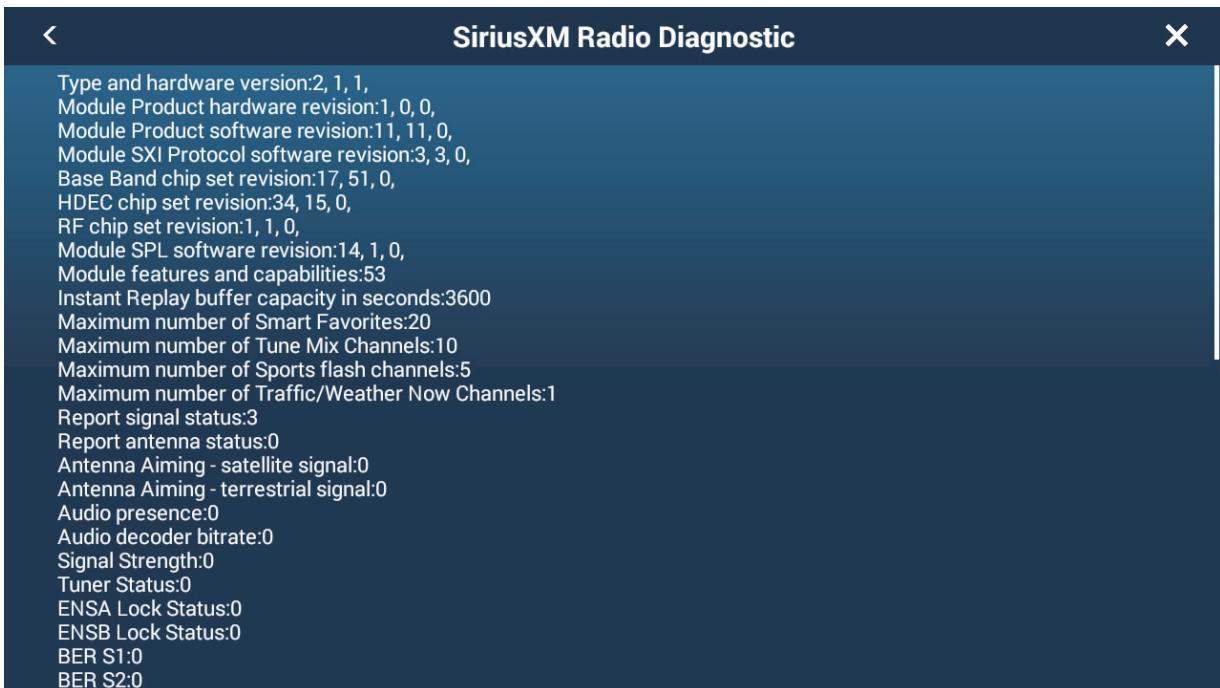 SiriusXM Radio Diagnostic
Type and hardware version:2, 1, 1,
Module Product hardware revision:1, 0, 0,
Module Product software revision:11, 11, 0,
Module SXI Protocol software revision:3, 3, 0,
Base Band chip set revision:17, 51, 0,
HDEC chip set revision:34, 15, 0,
RF chip set revision:1, 1, 0,
Module SPL software revision:14, 1, 0,
Module features and capabilities:53
Instant Replay buffer capacity in seconds:3600
Maximum number of Smart Favorites:20
Maximum number of Tune Mix Channels:10
Maximum number of Sports flash channels:5
Maximum number of Traffic/Weather Now Channels:1
Report signal status:3
Report antenna status:0
Antenna Aiming - satellite signal:0
Antenna Aiming - terrestrial signal:0
Audio presence:0
Audio decoder bitrate:0
Signal Strength:0
Tuner Status:0
ENSA Lock Status:0
ENSB Lock Status:0
BER S1:0
BER S2:0